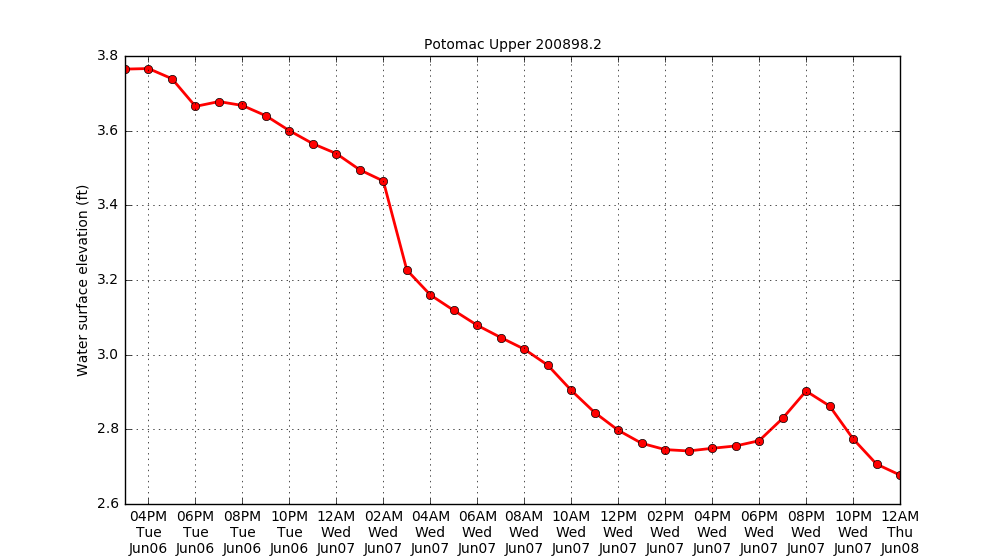 Potomac Upper 200898.2
3.8
3.6
3.4
3.2
3.0
2.8
2.6
Water surface elevation (ft)
04PM 06PM 08PM 10PM 12AM 02AM 04AM 06AM 08AM 10AM 12PM 02PM 04PM 06PM 08PM 10PM 12AM
Tue Tue Tue Tue Wed Wed Wed Wed Wed Wed Wed Wed Wed Wed Wed Wed Thu
Jun06 Jun06 Jun06 Jun06 Jun07 Jun07 Jun07 Jun07 Jun07 Jun07 Jun07 Jun07 Jun07 Jun07 Jun07 Jun07 Jun08